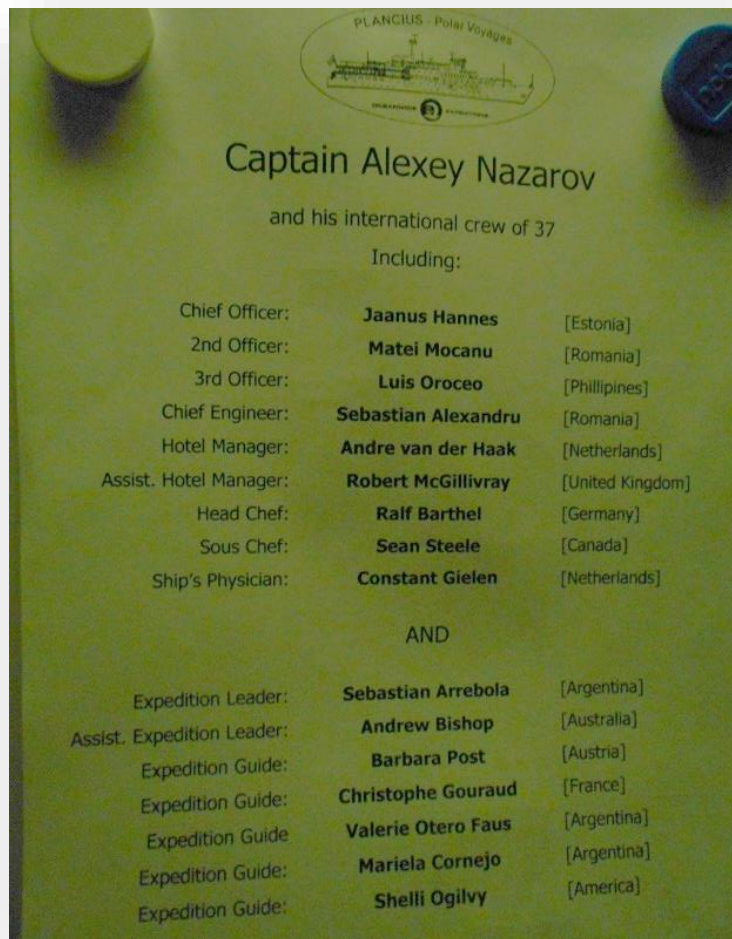 PLANCIUS - Polar Voyages
Captain Alexey Nazarov
and his international crew of 37
Including:
Chief Officer: Jaanus Hannes [Estonia]
2nd Officer: Matei Mocanu [Romania]
3rd Officer: Luis Oroceo [Phillipines]
Chief Engineer: Sebastian Alexandru [Romania]
Hotel Manager: Andre van der Haak [Netherlands]
Assist. Hotel Manager: Robert McGillivray [United Kingdom]
Head Chef: Ralf Barthel [Germany]
Sous Chef: Sean Steele [Canada]
Ship's Physician: Constant Gielen [Netherlands]
AND
Expedition Leader: Sebastian Arrebola [Argentina]
Assist. Expedition Leader: Andrew Bishop [Australia]
Expedition Guide: Barbara Post [Austria]
Expedition Guide: Christophe Gouraud [France]
Expedition Guide Valerie Otero Faus [Argentina]
Expedition Guide: Mariela Cornejo [Argentina]
Expedition Guide: Shelli Ogilvy [America]